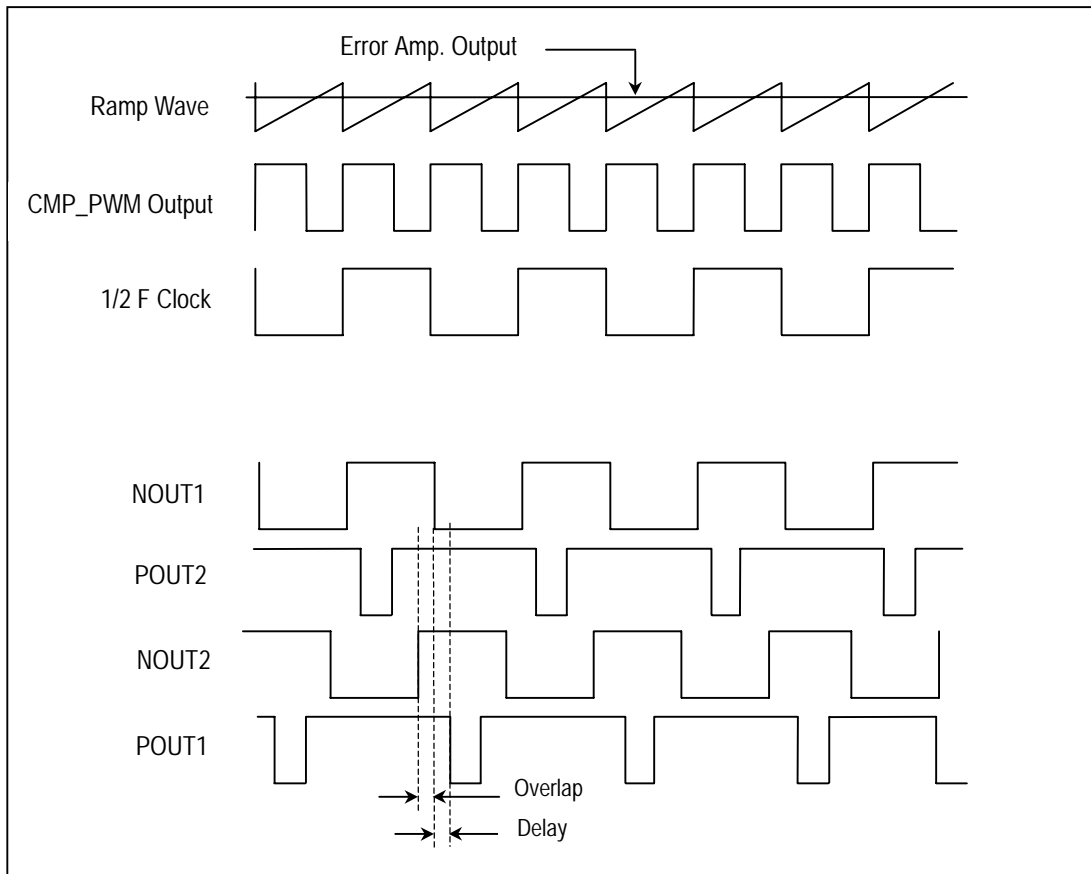 Error Amp. Output
Ramp Wave
CMP_PWM Output
1/2 F Clock
NOUT1
POUT2
NOUT2
POUT1
Overlap
Delay